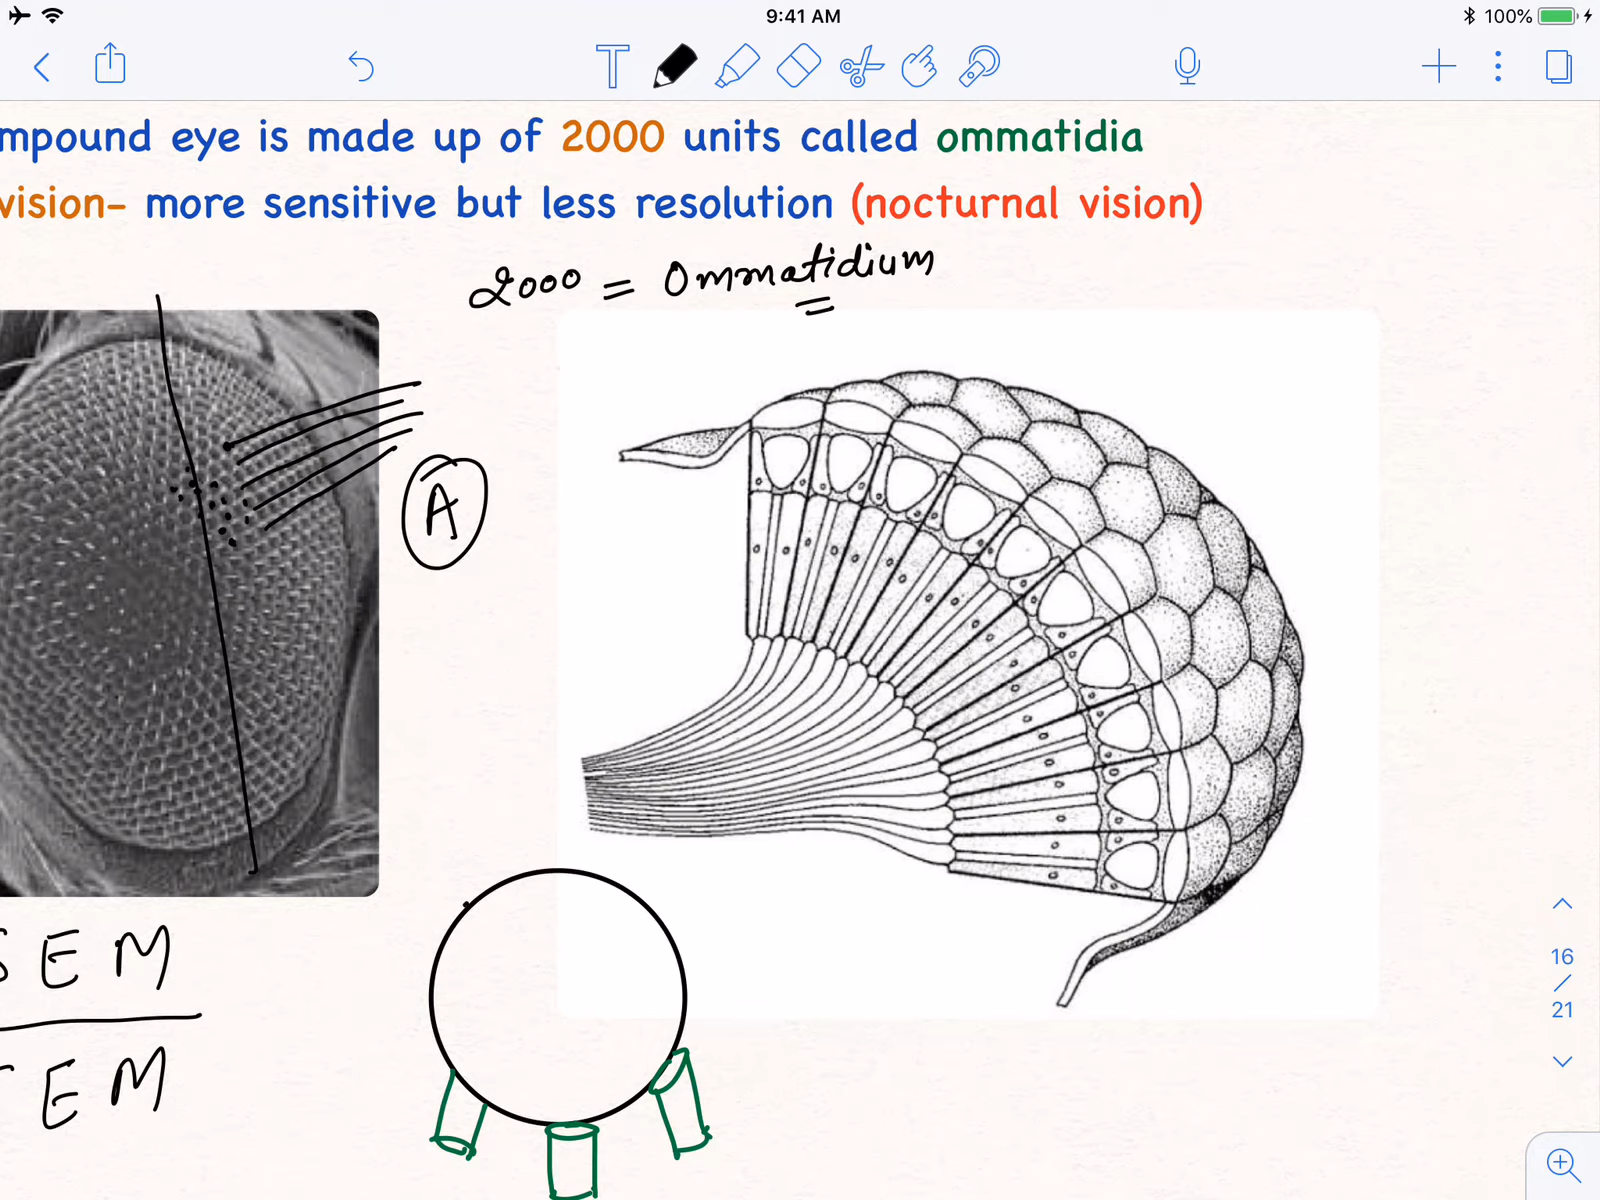 9:41 AM
100%
T
mpound eye is made up of 2000 units called ommatidia
vision- more sensitive but less resolution (nocturnal vision)
2000 = Ommatidium
A
SEM
TEM
16
/
21